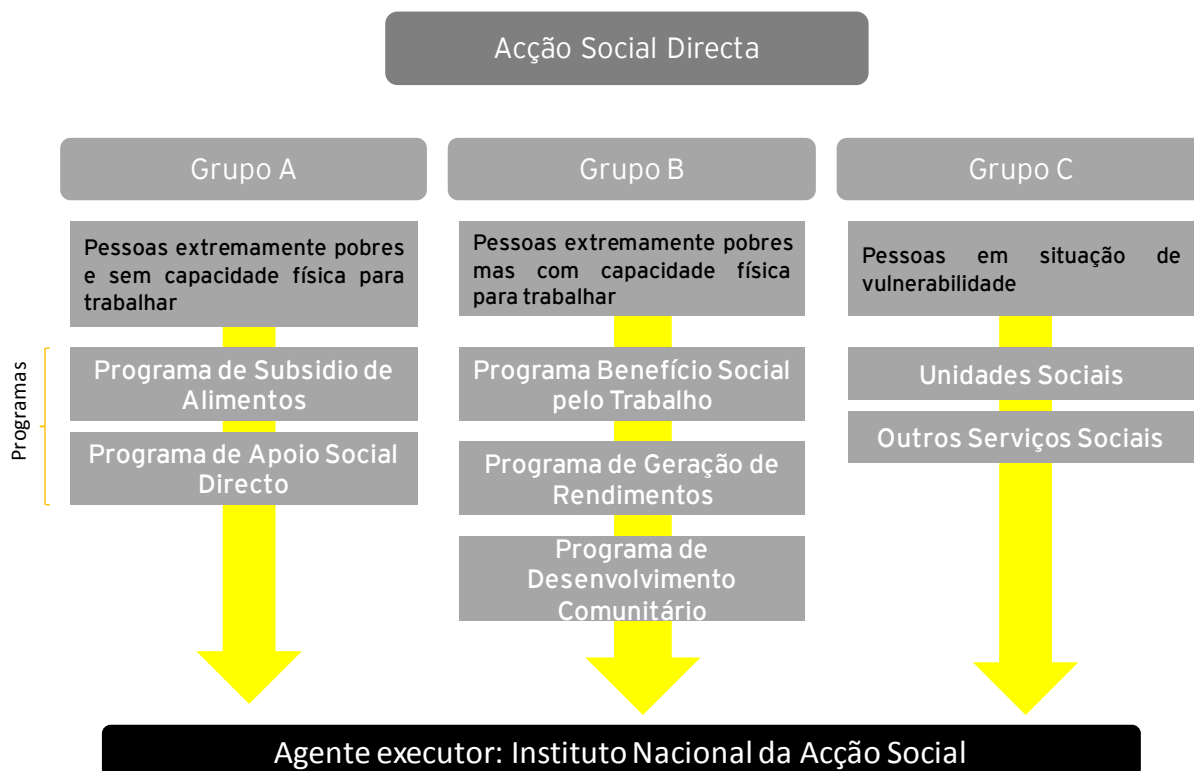 Acção Social Directa
Grupo A
Grupo B
Grupo C
Pessoas extremamente pobres
e sem capacidade física para
trabalhar
Pessoas extremamente pobres
mas com capacidade física
para trabalhar
Pessoas em situação de
vulnerabilidade
Programas
Programa de Subsidio de
Alimentos
Programa de Apoio Social
Directo
Programa Benefício Social
pelo Trabalho
Programa de Geração de
Rendimentos
Programa de
Desenvolvimento
Comunitário
Unidades Sociais
Outros Serviços Sociais
Agente executor: Instituto Nacional da Acção Social